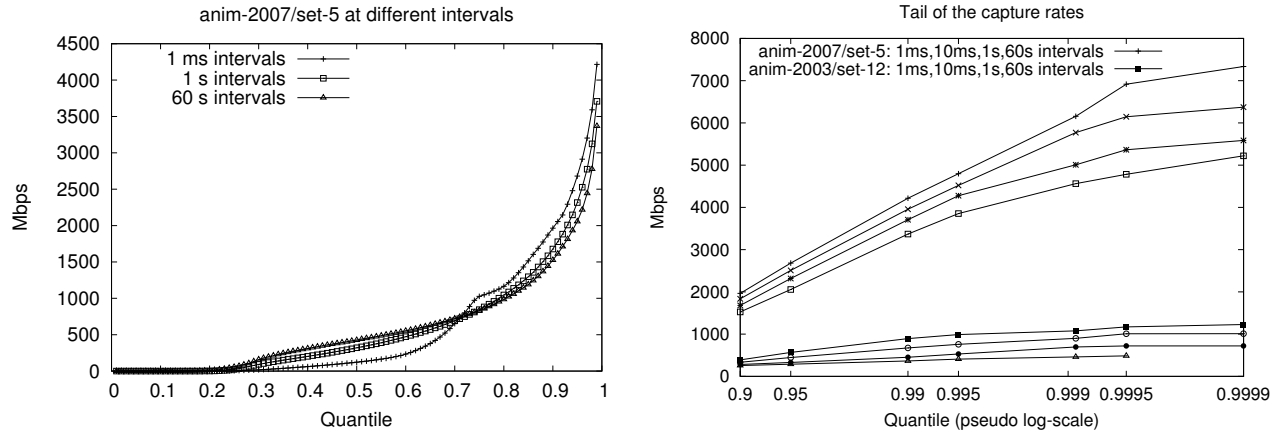 anim-2007/set-5 at different intervals
4500
4000
3500
3000
2500
2000
1500
1000
500
0
Mbps
1 ms intervals
1 s intervals
60 s intervals
0 0.1 0.2 0.3 0.4 0.5 0.6 0.7 0.8 0.9 1
Quantile
Tail of the capture rates
8000
7000
6000
5000
4000
3000
2000
1000
0
Mbps
anim-2007/set-5: 1ms,10ms,1s,60s intervals
anim-2003/set-12: 1ms,10ms,1s,60s intervals
0.9 0.95 0.99 0.995 0.999 0.9995 0.9999
Quantile (pseudo log-scale)